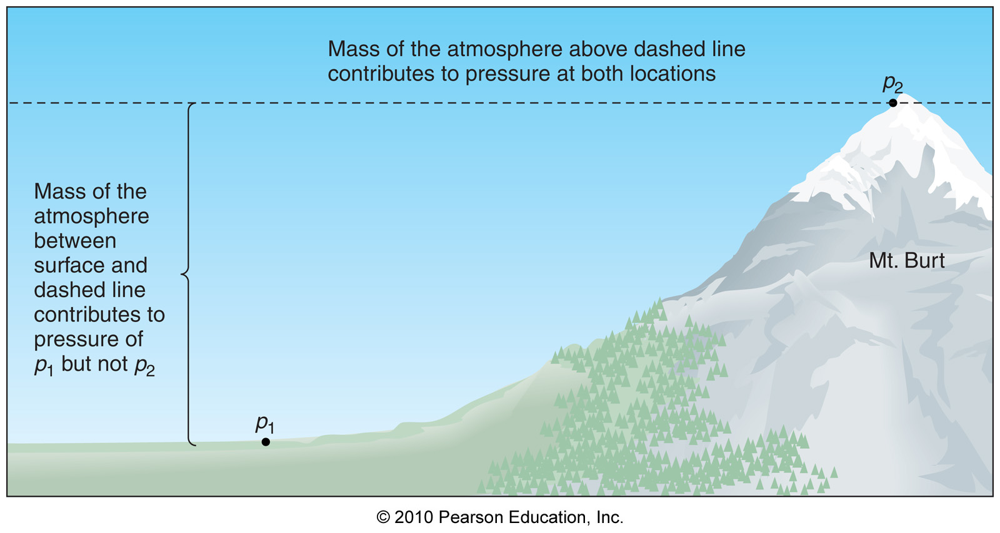 Mass of the atmosphere above dashed line
contributes to pressure at both locations
p₂
Mass of the
atmosphere
between
surface and
dashed line
contributes to
pressure of
p₁ but not p₂
Mt. Burt
p₁
© 2010 Pearson Education, Inc.